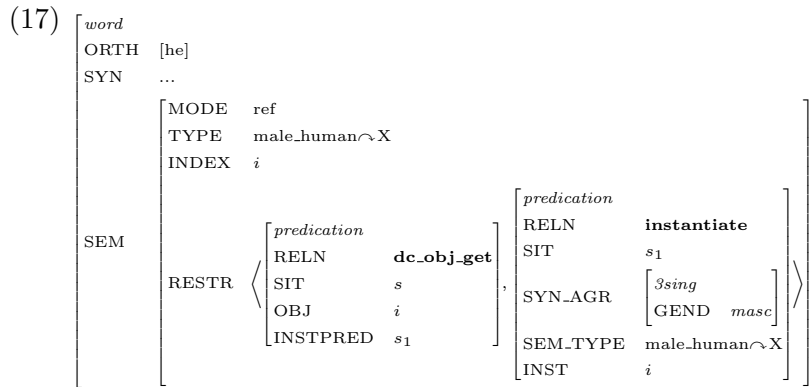 (17)
word
ORTH [he]
SYN ...
SEM
MODE ref
TYPE male_human↷X
INDEX i
RESTR
predication
RELN dc_obj_get
SIT s
OBJ i
INSTPRED s₁
,
predication
RELN instantiate
SIT s₁
SYN_AGR
3sing
GEND masc
SEM_TYPE male_human↷X
INST i